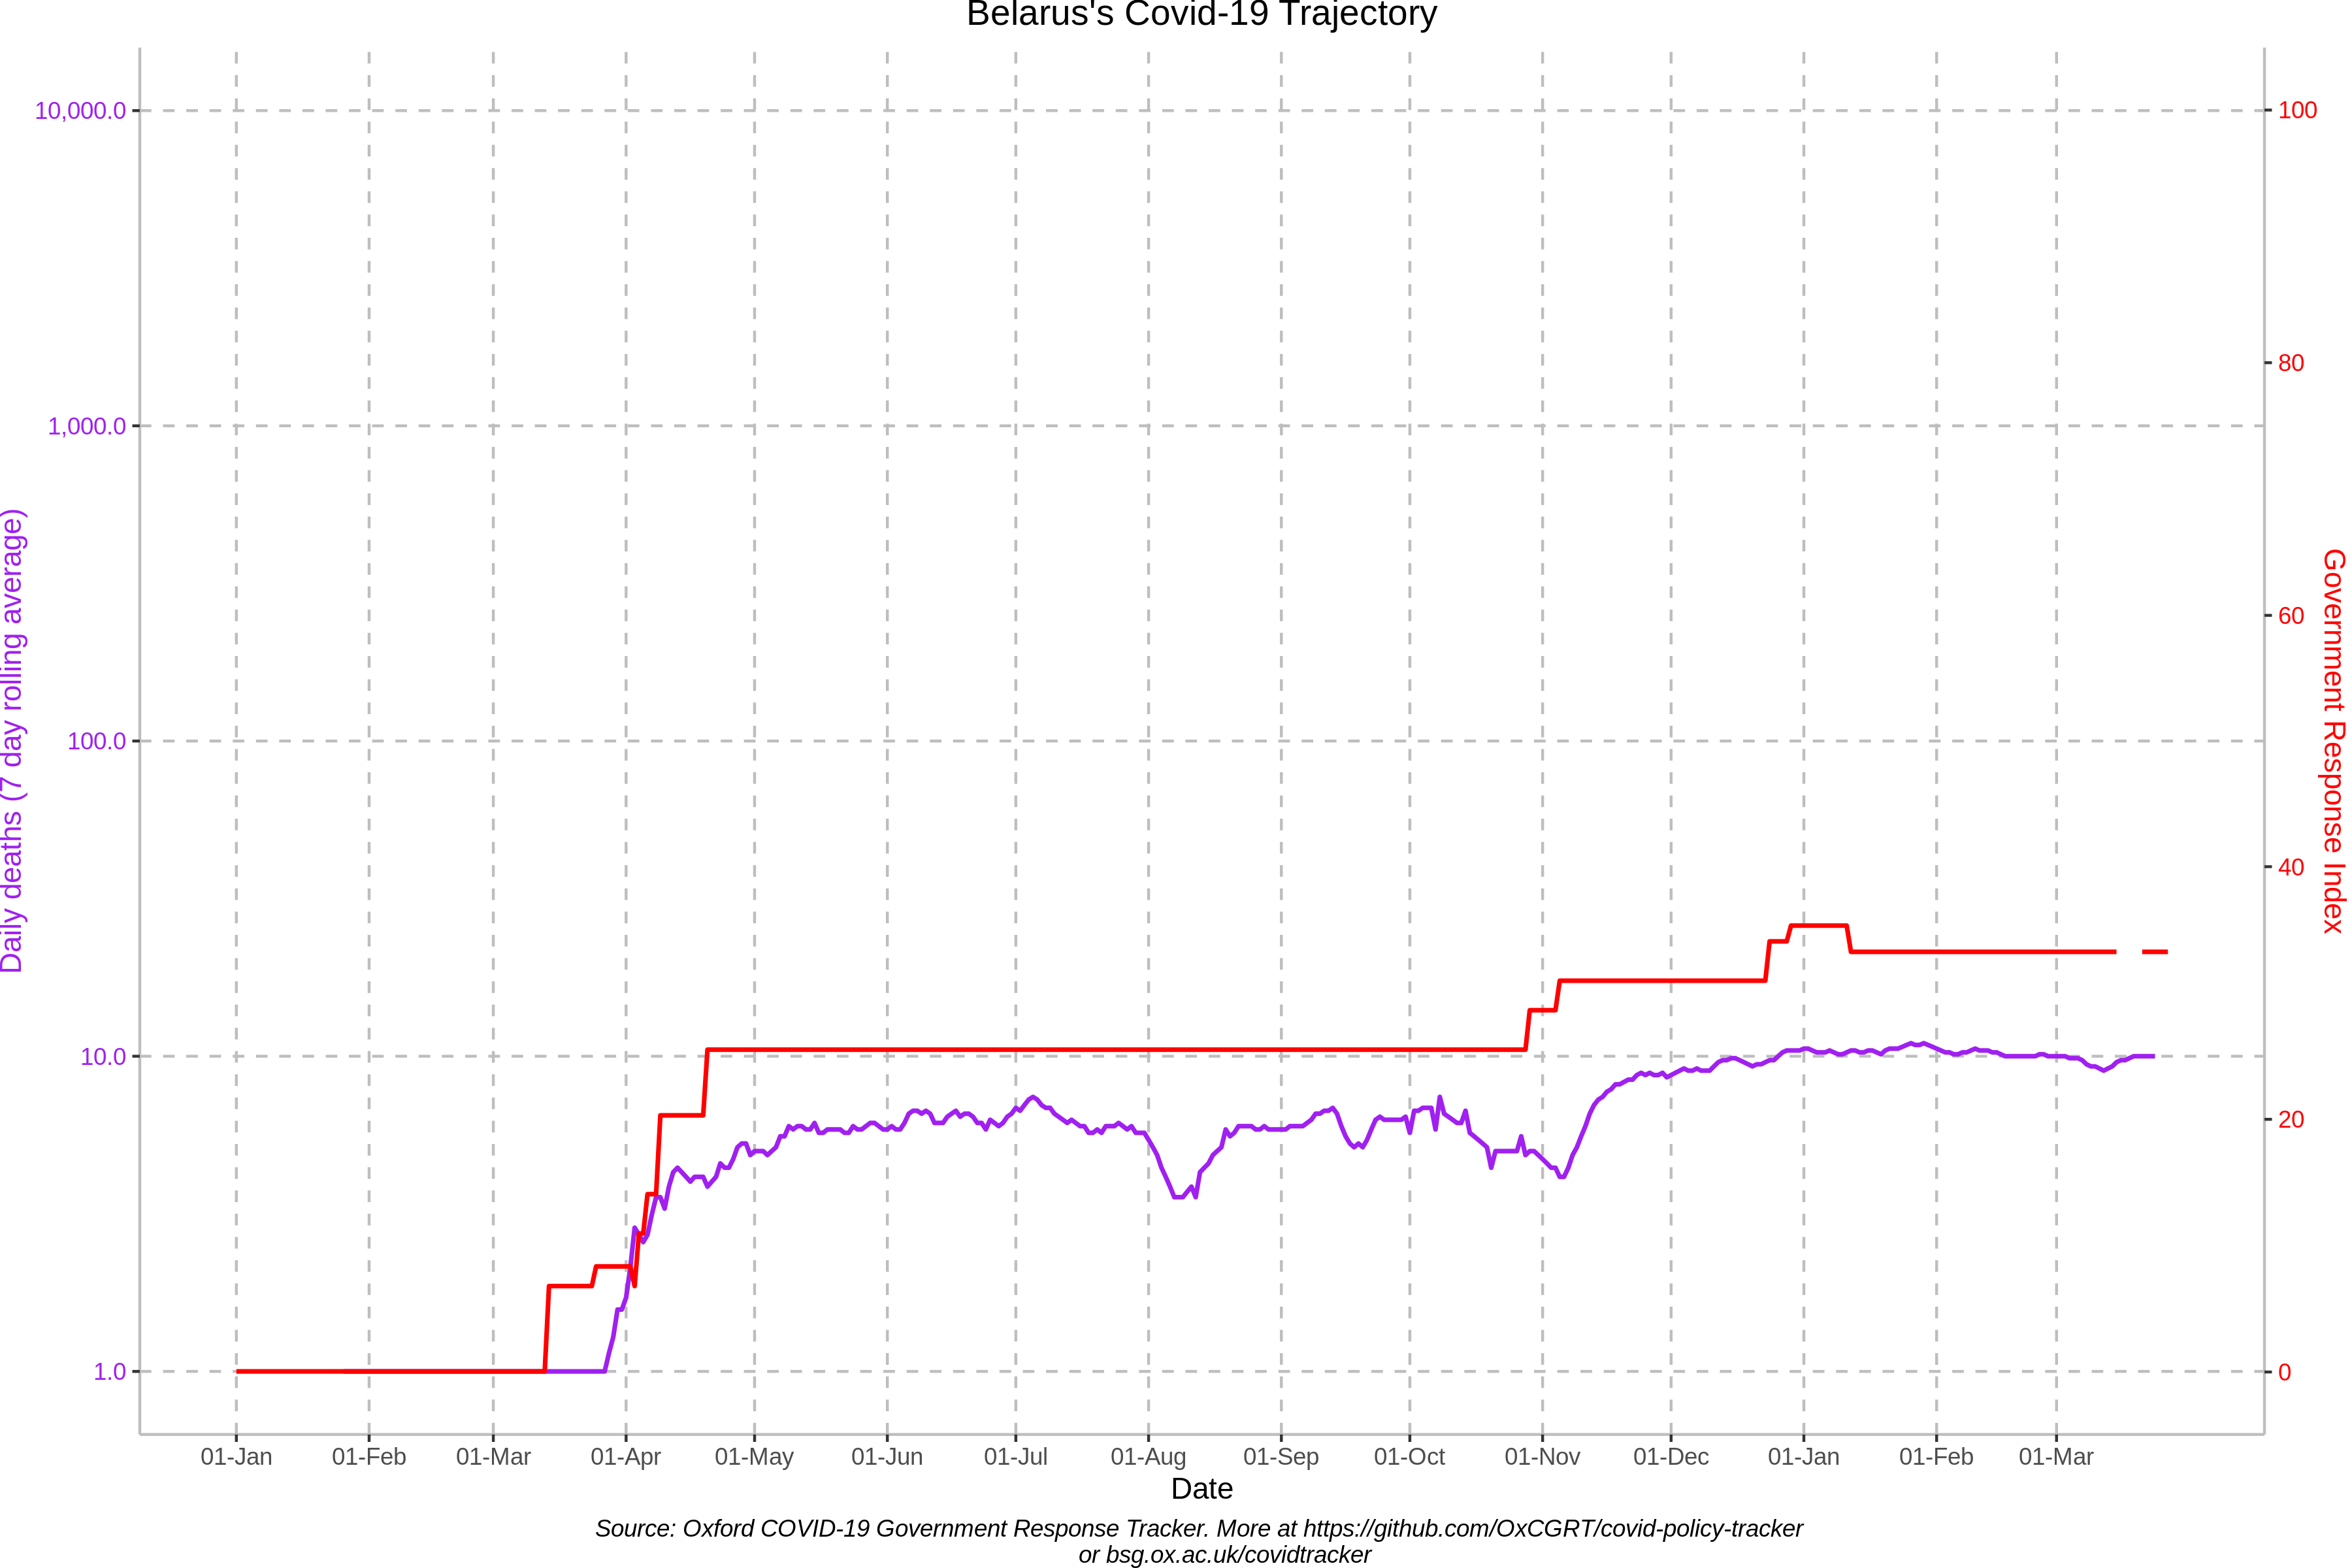 Belarus's Covid-19 Trajectory
10,000.0
1,000.0
100.0
10.0
1.0
Daily deaths (7 day rolling average)
100
80
60
40
20
0
Government Response Index
01-Jan 01-Feb 01-Mar 01-Apr 01-May 01-Jun 01-Jul 01-Aug 01-Sep 01-Oct 01-Nov 01-Dec 01-Jan 01-Feb 01-Mar
Date
Source: Oxford COVID-19 Government Response Tracker. More at https://github.com/OxCGRT/covid-policy-tracker
or bsg.ox.ac.uk/covidtracker